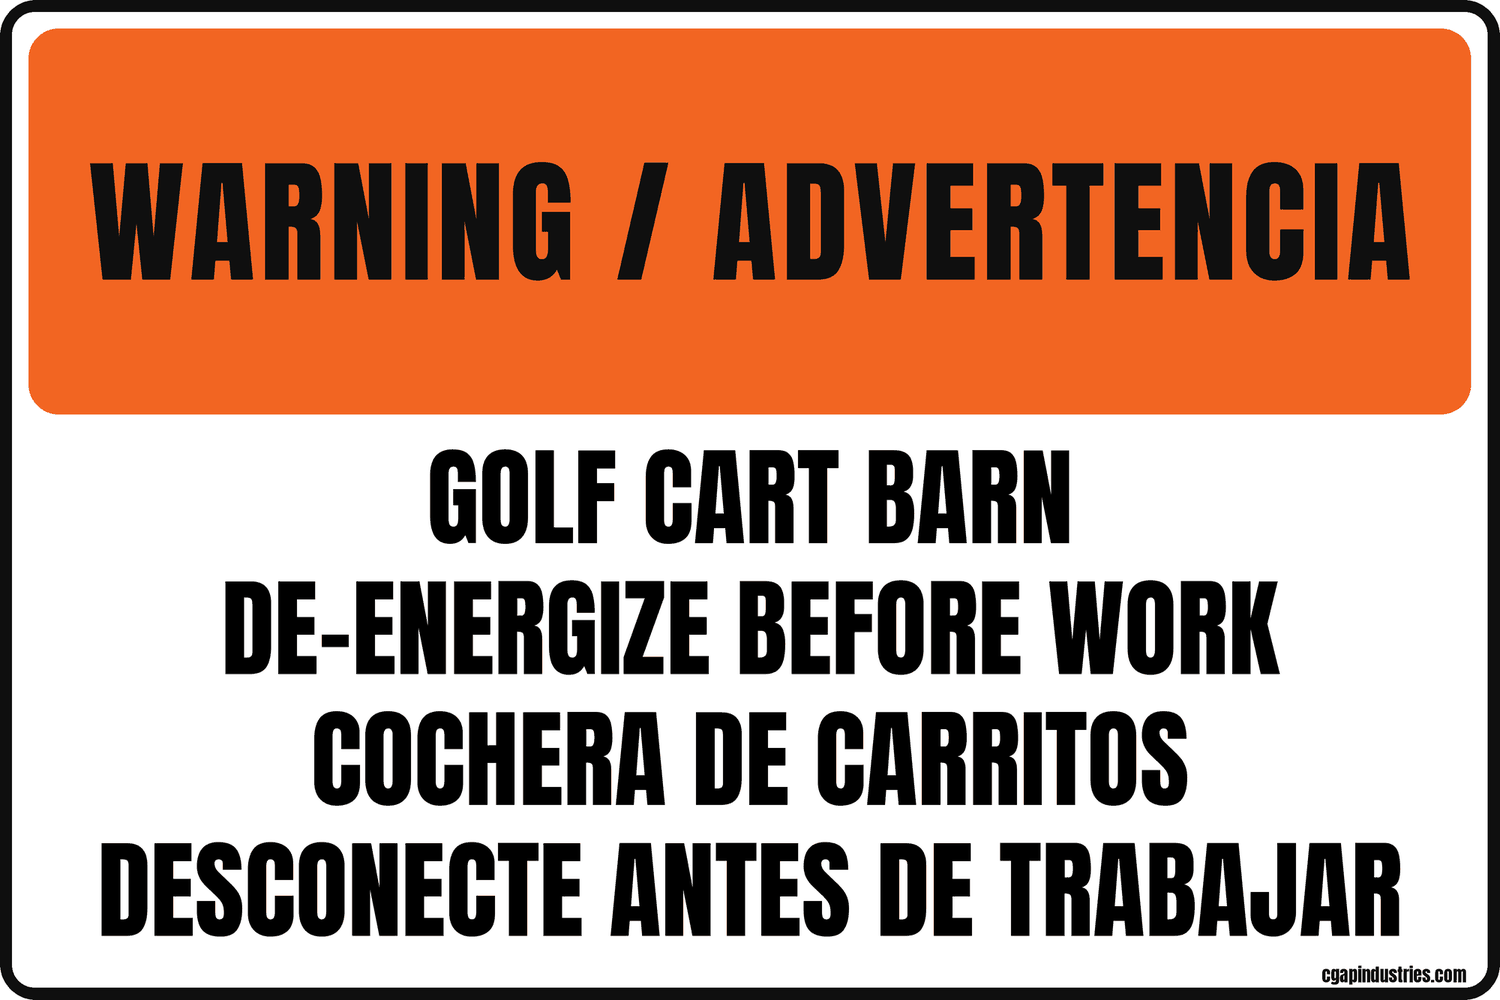 WARNING / ADVERTENCIA
GOLF CART BARN
DE-ENERGIZE BEFORE WORK
COCHERA DE CARRITOS
DESCONECTE ANTES DE TRABAJAR
cgapindustries.com